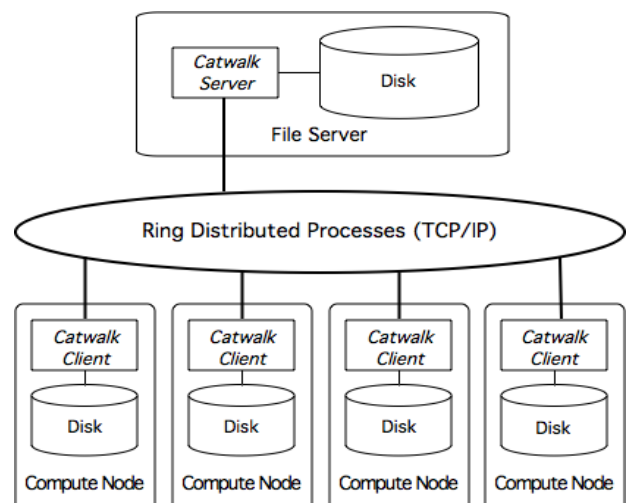 Catwalk
Server
Disk
File Server
Ring Distributed Processes (TCP/IP)
Catwalk
Client
Disk
Compute Node
Catwalk
Client
Disk
Compute Node
Catwalk
Client
Disk
Compute Node
Catwalk
Client
Disk
Compute Node